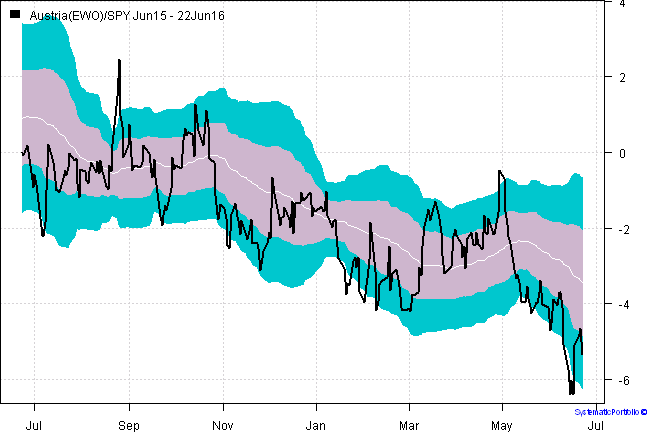 Austria(EWO)/SPY Jun15 - 22Jun16
4
2
0
-2
-4
-6
Jul Sep Nov Jan Mar May Jul
SystematicPortfolio ©